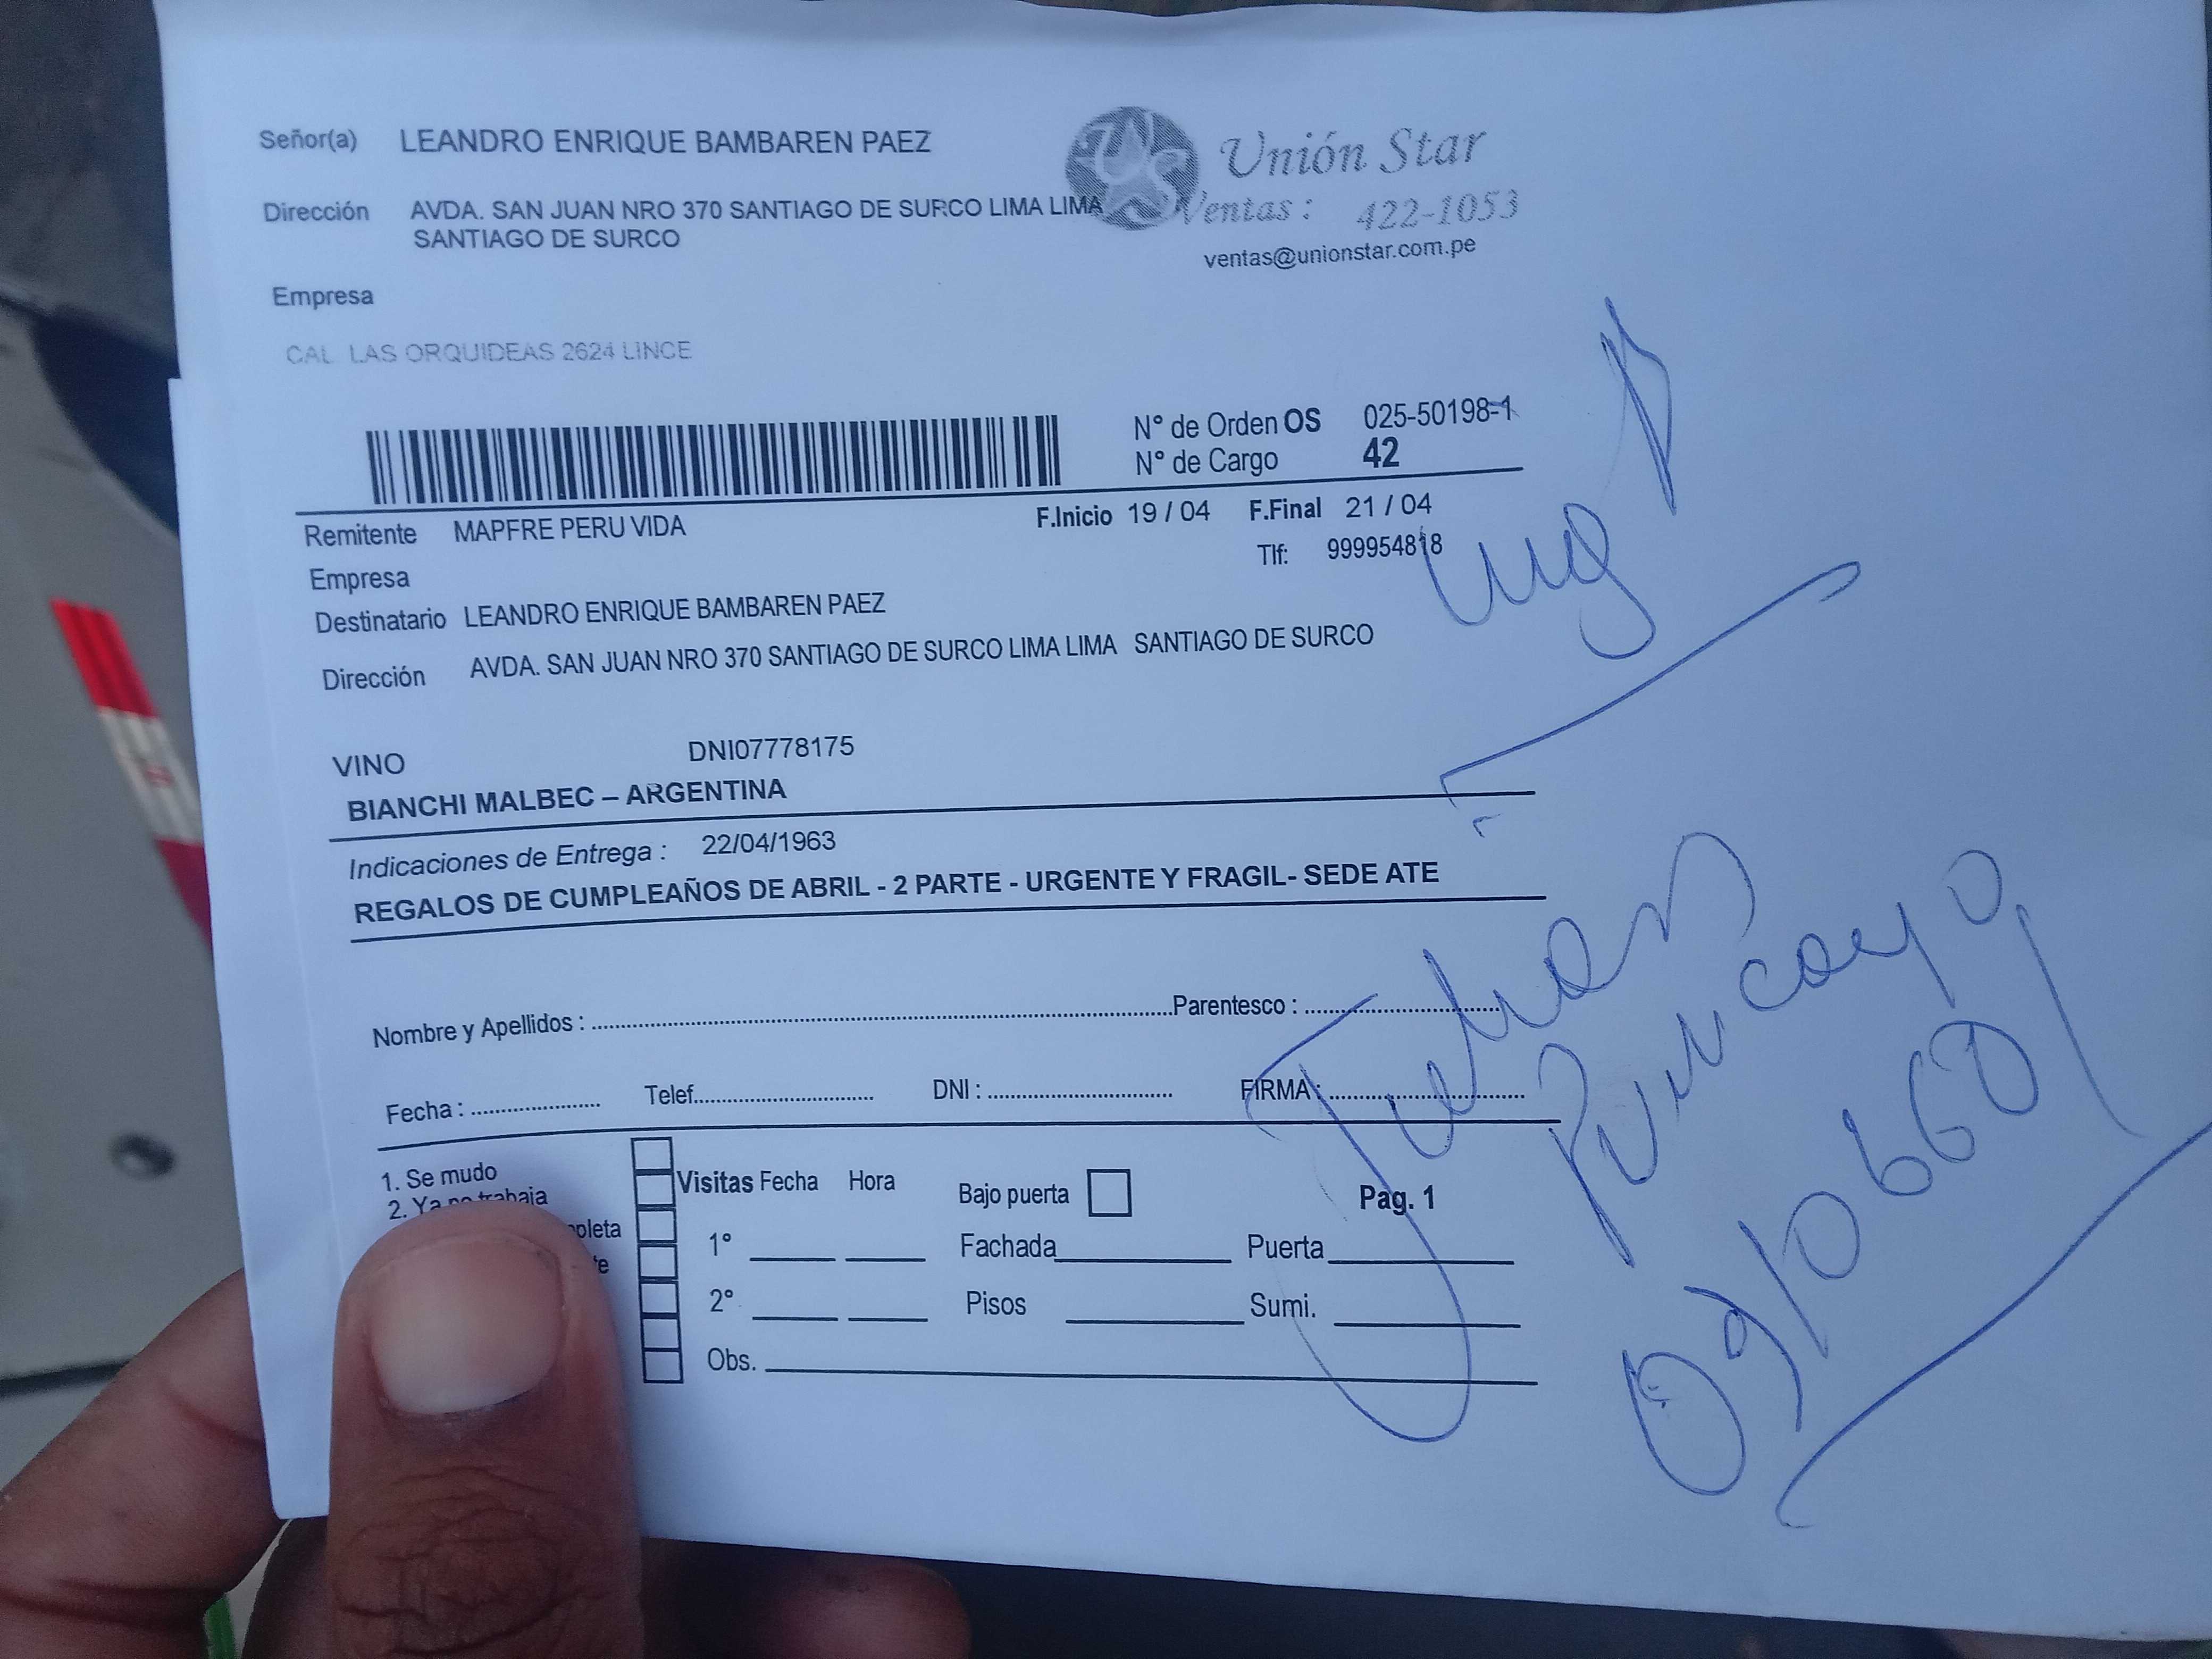 Señor(a) LEANDRO ENRIQUE BAMBAREN PAEZ
Unión Star
Dirección AVDA. SAN JUAN NRO 370 SANTIAGO DE SURCO LIMA LIMA
SANTIAGO DE SURCO
Ventas : 422-1053
ventas@unionstar.com.pe
Empresa
CAL LAS ORQUIDEAS 2624 LINCE
N° de Orden OS 025-50198-1
N° de Cargo 42
Remitente MAPFRE PERU VIDA F.Inicio 19 / 04 F.Final 21 / 04
Empresa Tlf: 999954818
Destinatario LEANDRO ENRIQUE BAMBAREN PAEZ
Dirección AVDA. SAN JUAN NRO 370 SANTIAGO DE SURCO LIMA LIMA SANTIAGO DE SURCO
VINO DNI07778175
BIANCHI MALBEC – ARGENTINA
Indicaciones de Entrega : 22/04/1963
REGALOS DE CUMPLEAÑOS DE ABRIL - 2 PARTE - URGENTE Y FRAGIL- SEDE ATE
Nombre y Apellidos : Parentesco :
Fecha : Telef. DNI : FIRMA :
1. Se mudo
2. Ya no trabaja
Visitas Fecha Hora Bajo puerta Pag. 1
1° Fachada Puerta
2° Pisos Sumi.
Obs.